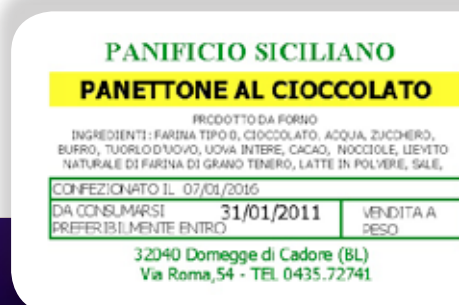 PANIFICIO SICILIANO
PANETTONE AL CIOCCOLATO
PRODOTTO DA FORNO
INGREDIENTI : FARINA TIPO 0, CIOCCOLATO, ACQUA, ZUCCHERO,
BURRO, TUORLO D'UOVO, UOVA INTERE, CACAO, NOCCIOLE, LIEVITO
NATURALE DI FARINA DI GRANO TENERO, LATTE IN POLVERE, SALE,
CONFEZIONATO IL 07/01/2016
DA CONSUMARSI 31/01/2011 VENDITA A
PREFERIBILMENTE ENTRO PESO
32040 Domegge di Cadore (BL)
Via Roma,54 - TEL 0435.72741